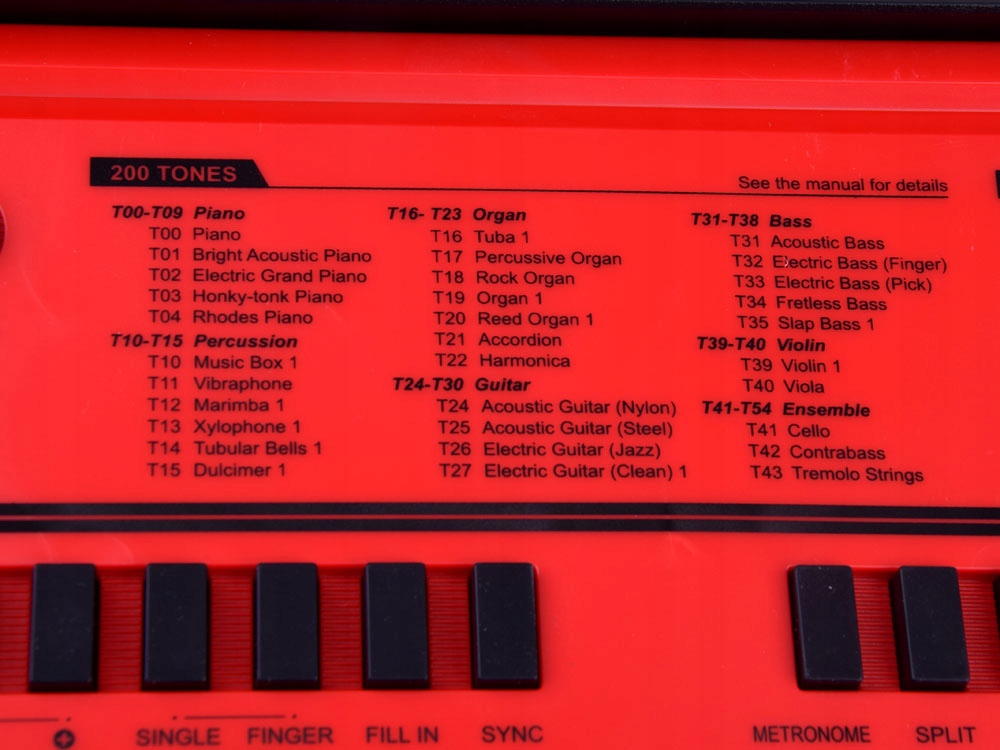 200 TONES
See the manual for details
T00-T09 Piano
T00 Piano
T01 Bright Acoustic Piano
T02 Electric Grand Piano
T03 Honky-tonk Piano
T04 Rhodes Piano
T10-T15 Percussion
T10 Music Box 1
T11 Vibraphone
T12 Marimba 1
T13 Xylophone 1
T14 Tubular Bells 1
T15 Dulcimer 1
T16- T23 Organ
T16 Tuba 1
T17 Percussive Organ
T18 Rock Organ
T19 Organ 1
T20 Reed Organ 1
T21 Accordion
T22 Harmonica
T24-T30 Guitar
T24 Acoustic Guitar (Nylon)
T25 Acoustic Guitar (Steel)
T26 Electric Guitar (Jazz)
T27 Electric Guitar (Clean) 1
T31-T38 Bass
T31 Acoustic Bass
T32 Electric Bass (Finger)
T33 Electric Bass (Pick)
T34 Fretless Bass
T35 Slap Bass 1
T39-T40 Violin
T39 Violin 1
T40 Viola
T41-T54 Ensemble
T41 Cello
T42 Contrabass
T43 Tremolo Strings
SINGLE FINGER FILL IN SYNC METRONOME SPLIT